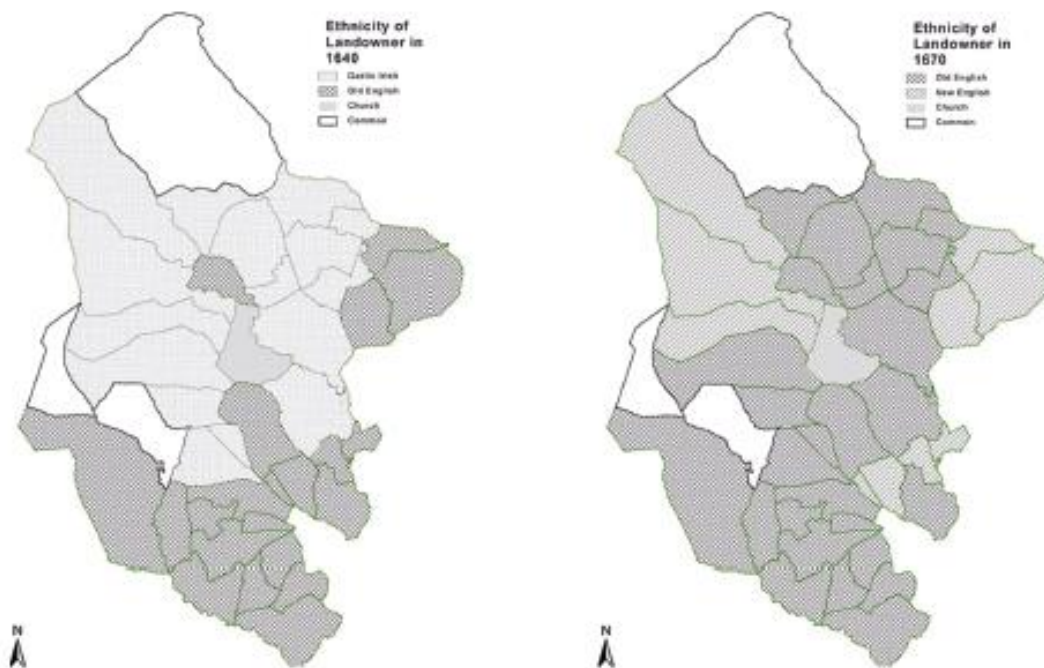 Ethnicity of
Landowner in
1640
Gaelic Irish
Old English
Church
Common
N
Ethnicity of
Landowner in
1670
Old English
New English
Church
Common
N